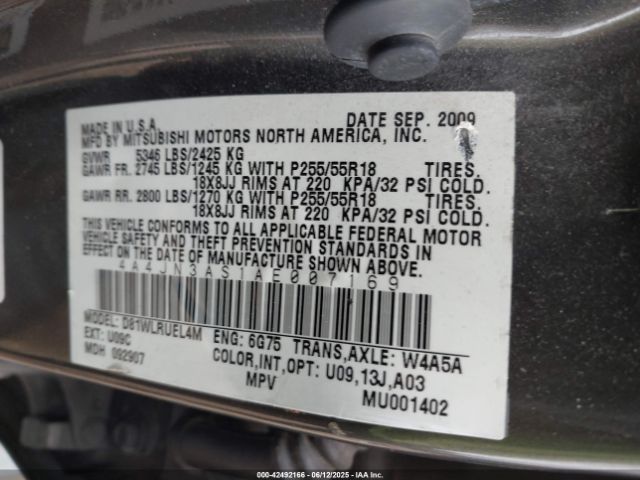 MADE IN U.S.A. DATE SEP. 2009
MFD BY MITSUBISHI MOTORS NORTH AMERICA, INC.
GVWR 5346 LBS/2425 KG
GAWR FR. 2745 LBS/1245 KG WITH P255/55R18 TIRES.
18X8JJ RIMS AT 220 KPA/32 PSI COLD.
GAWR RR. 2800 LBS/1270 KG WITH P255/55R18 TIRES.
18X8JJ RIMS AT 220 KPA/32 PSI COLD.
THIS VEHICLE CONFORMS TO ALL APPLICABLE FEDERAL MOTOR
VEHICLE SAFETY AND THEFT PREVENTION STANDARDS IN
EFFECT ON THE DATE OF MANUFACTURE SHOWN ABOVE.
4A4JN3AS1AE007169
MODEL: D81WLRUEL4M ENG: 6G75 TRANS,AXLE: W4A5A
EXT: U09C COLOR,INT,OPT: U09,13J,A03
MDH 092907 MPV MU001402
000-42492166 - 06/12/2025 - IAA Inc.